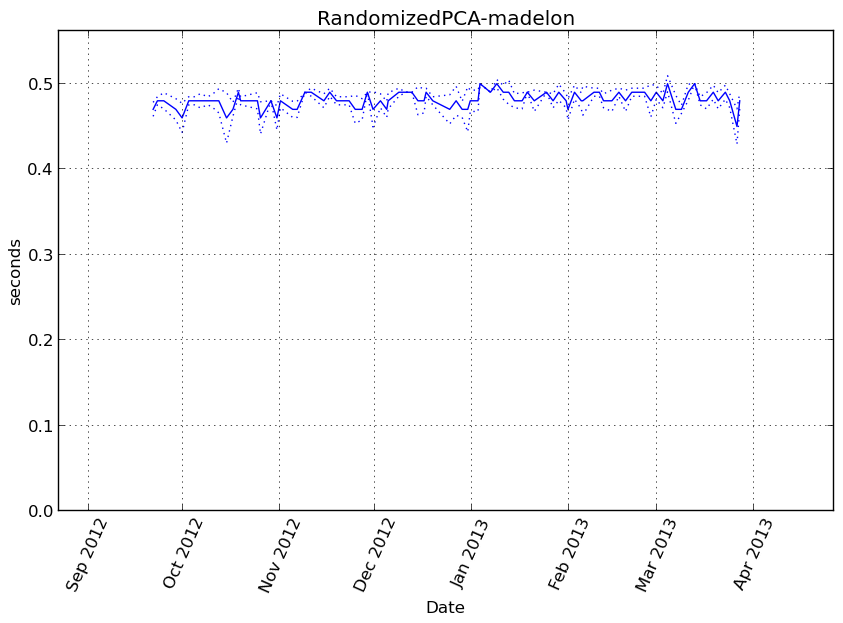 RandomizedPCA-madelon
0.5
0.4
0.3
0.2
0.1
0.0
seconds
Sep 2012
Oct 2012
Nov 2012
Dec 2012
Jan 2013
Feb 2013
Mar 2013
Apr 2013
Date